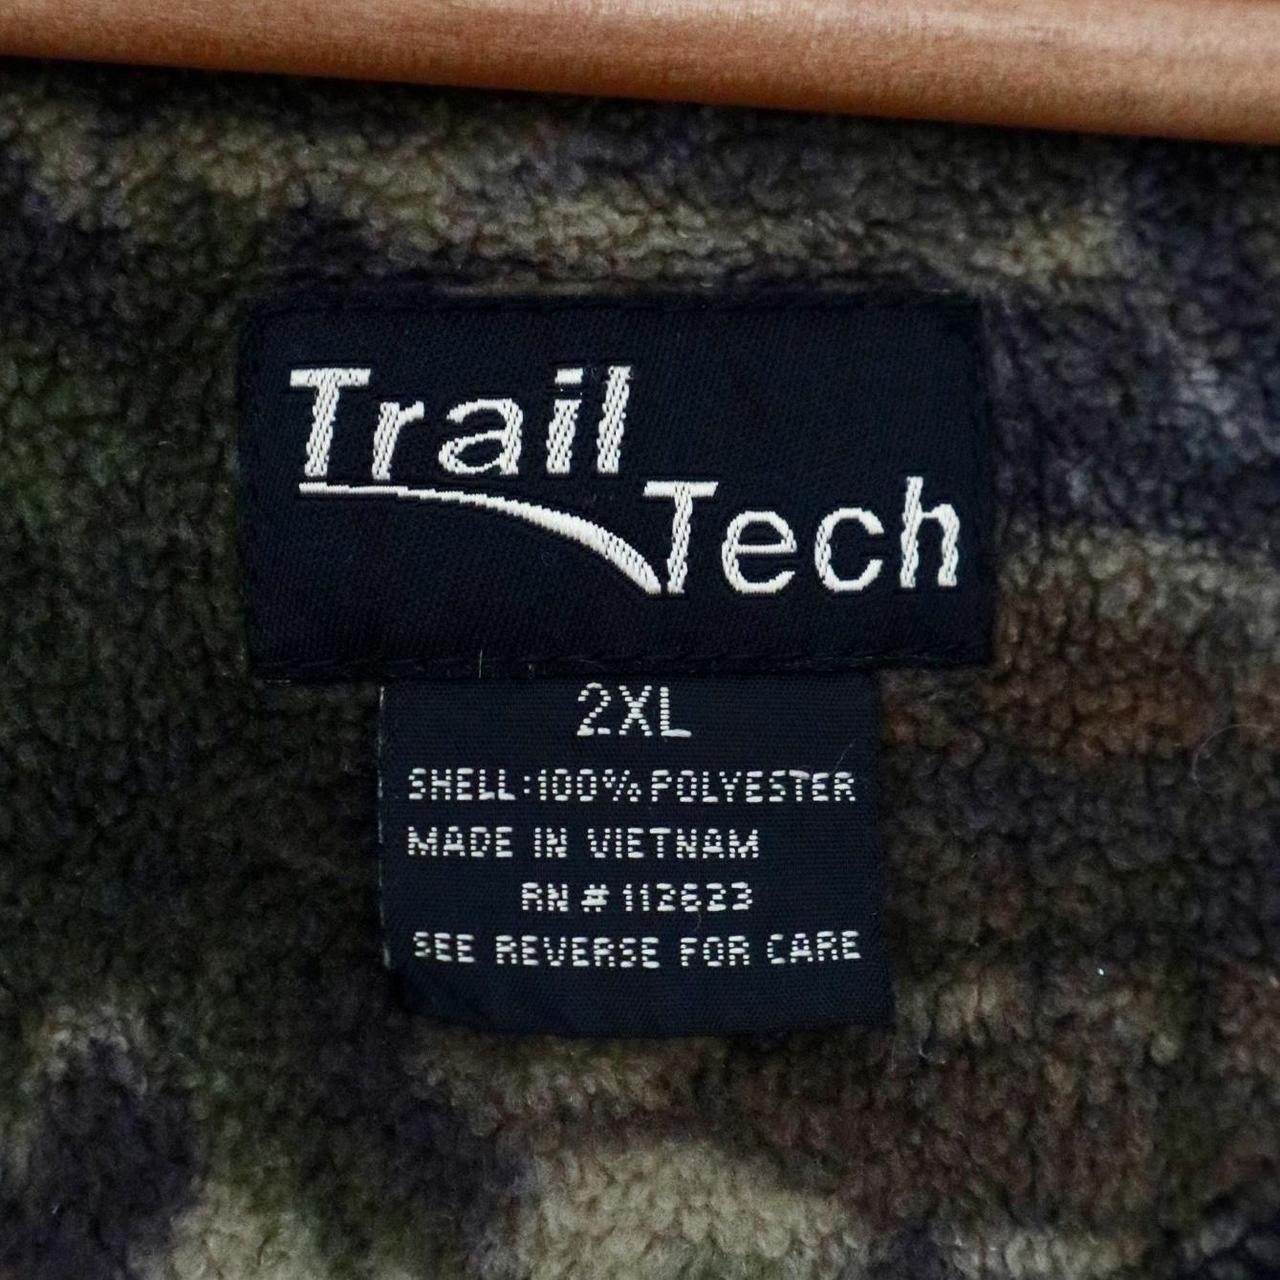 Trail
Tech
2XL
SHELL:100% POLYESTER
MADE IN VIETNAM
RN # 112623
SEE REVERSE FOR CARE